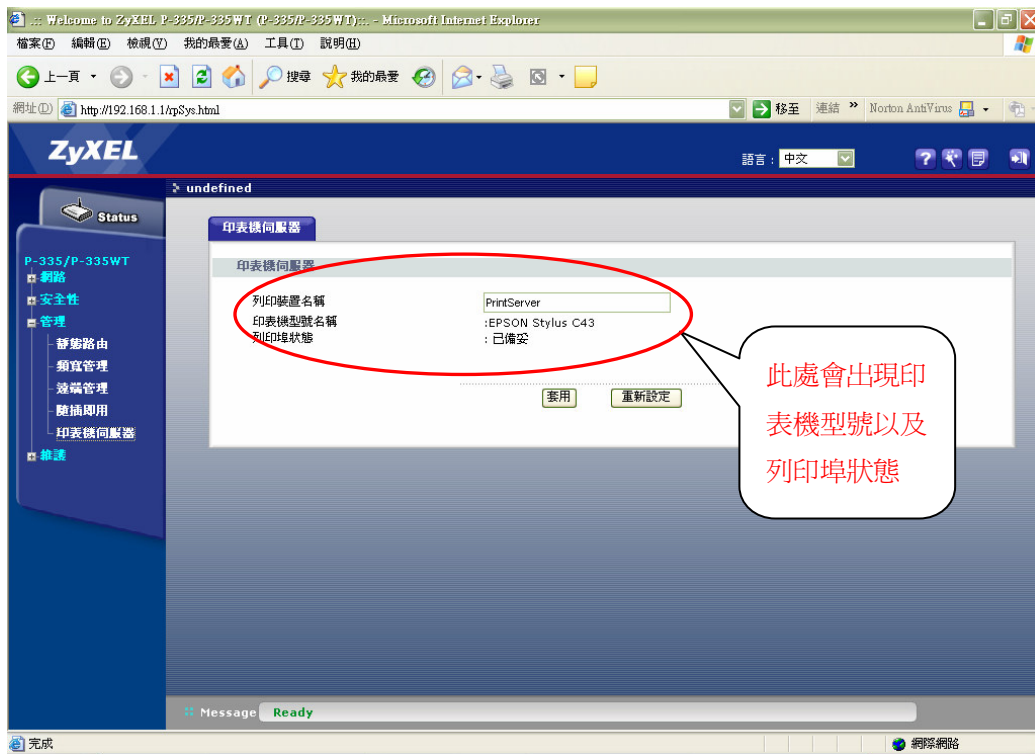 .::: Welcome to ZyXEL P-335/P-335WT (P-335/P-335WT):::. - Microsoft Internet Explorer
檔案(F) 編輯(E) 檢視(V) 我的最愛(A) 工具(T) 說明(H)
上一頁 搜尋 我的最愛
網址(D) http://192.168.1.1/rpSys.html 移至 連結 » Norton AntiVirus
ZyXEL
語言 : 中文
> undefined
Status
印表機伺服器
P-335/P-335WT
網路
安全性
管理
靜態路由
頻寬管理
遠端管理
隨插即用
印表機伺服器
維護
印表機伺服器
列印裝置名稱 PrintServer
印表機型號名稱 :EPSON Stylus C43
列印埠狀態 : 已備妥
套用 重新設定
此處會出現印
表機型號以及
列印埠狀態
Message Ready
完成 網際網路